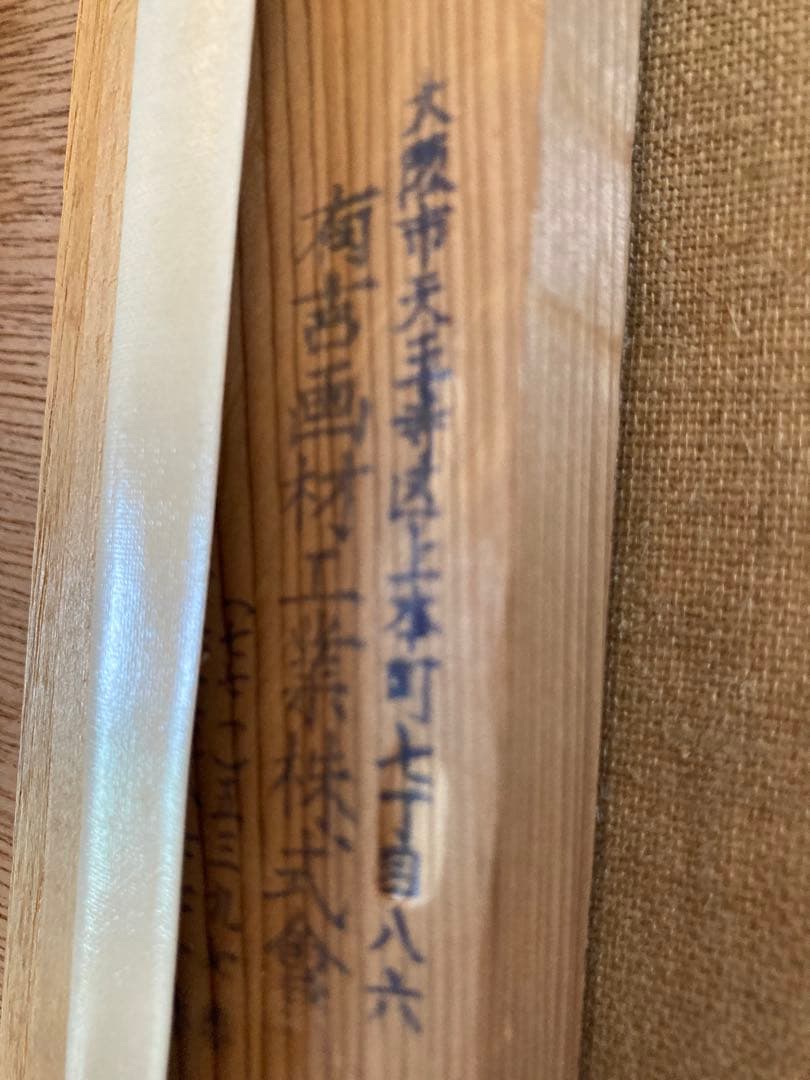 大阪市天王寺区上本町七丁目八六
有吉画材工業株式會